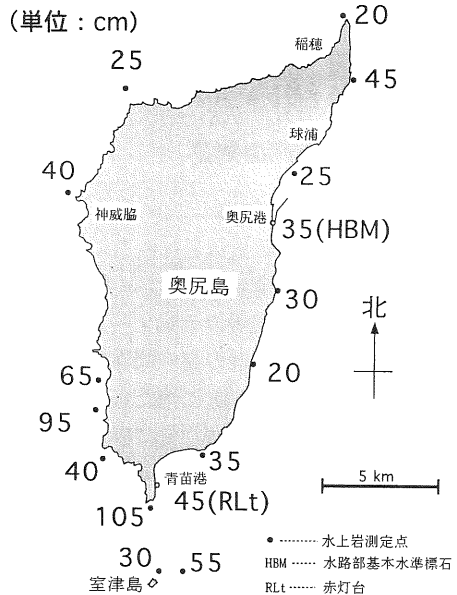 (単位：cm)
20
稲穂
25
45
球浦
25
40
神威脇
奥尻港
35(HBM)
奥尻島
30
北
65
20
95
40
35
青苗港
5 km
105
45(RLt)
30
55
室津島
水上岩測定点
HBM 水路部基本水準標石
RLt 赤灯台